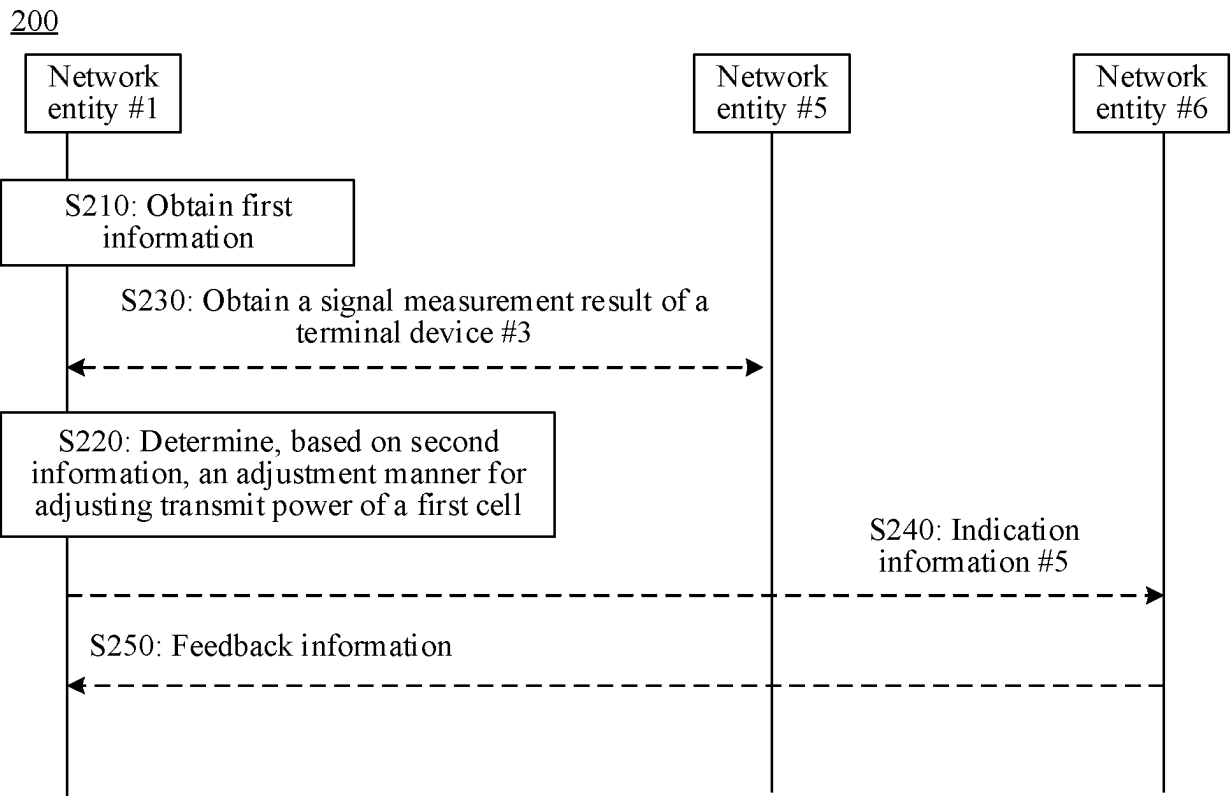 200
Network
entity #1
Network
entity #5
Network
entity #6
S210: Obtain first
information
S230: Obtain a signal measurement result of a
terminal device #3
S220: Determine, based on second
information, an adjustment manner for
adjusting transmit power of a first cell
S240: Indication
information #5
S250: Feedback information